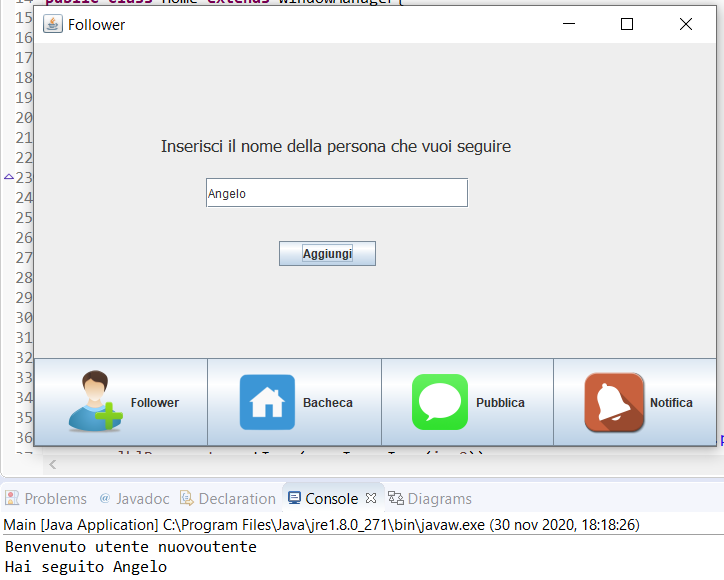 14 public class Home extends WindowManager{
15
Follower
16
17
18
19
20
21
Inserisci il nome della persona che vuoi seguire
22
23
Angelo
24
25
26
Aggiungi
27
28
29
30
31
32
33
Follower
Bacheca
Pubblica
Notifica
34
35
36
Problems @ Javadoc Declaration Console Diagrams
Main [Java Application] C:\Program Files\Java\jre1.8.0_271\bin\javaw.exe (30 nov 2020, 18:18:26)
Benvenuto utente nuovoutente
Hai seguito Angelo